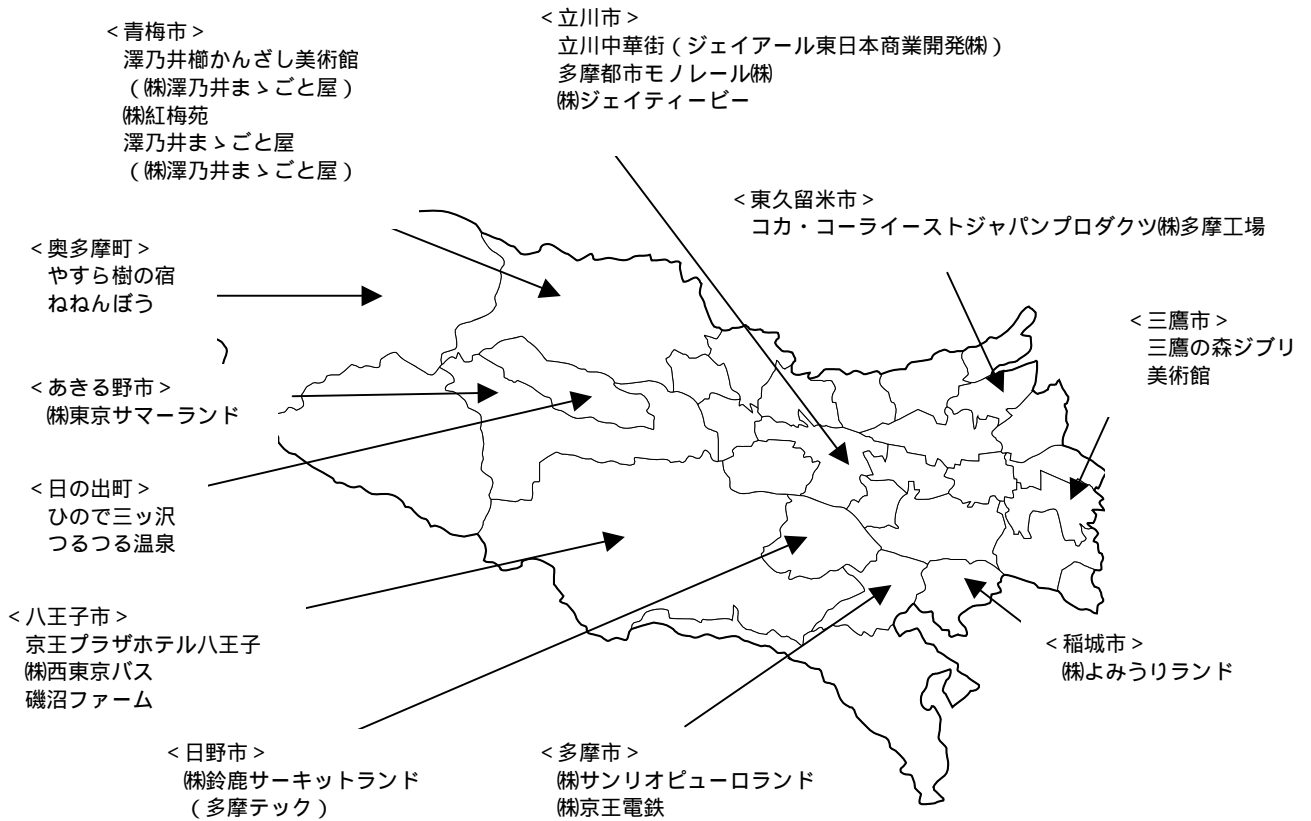 <青梅市>
澤乃井櫛かんざし美術館
(㈱澤乃井まゝごと屋)
㈱紅梅苑
澤乃井まゝごと屋
(㈱澤乃井まゝごと屋)
<立川市>
立川中華街(ジェイアール東日本商業開発㈱)
多摩都市モノレール㈱
㈱ジェイティービー
<東久留米市>
コカ・コーライーストジャパンプロダクツ㈱多摩工場
<奥多摩町>
やすら樹の宿
ねねんぼう
<三鷹市>
三鷹の森ジブリ
美術館
<あきる野市>
㈱東京サマーランド
<日の出町>
ひので三ッ沢
つるつる温泉
<八王子市>
京王プラザホテル八王子
㈱西東京バス
磯沼ファーム
<稲城市>
㈱よみうりランド
<日野市>
㈱鈴鹿サーキットランド
(多摩テック)
<多摩市>
㈱サンリオピューロランド
㈱京王電鉄